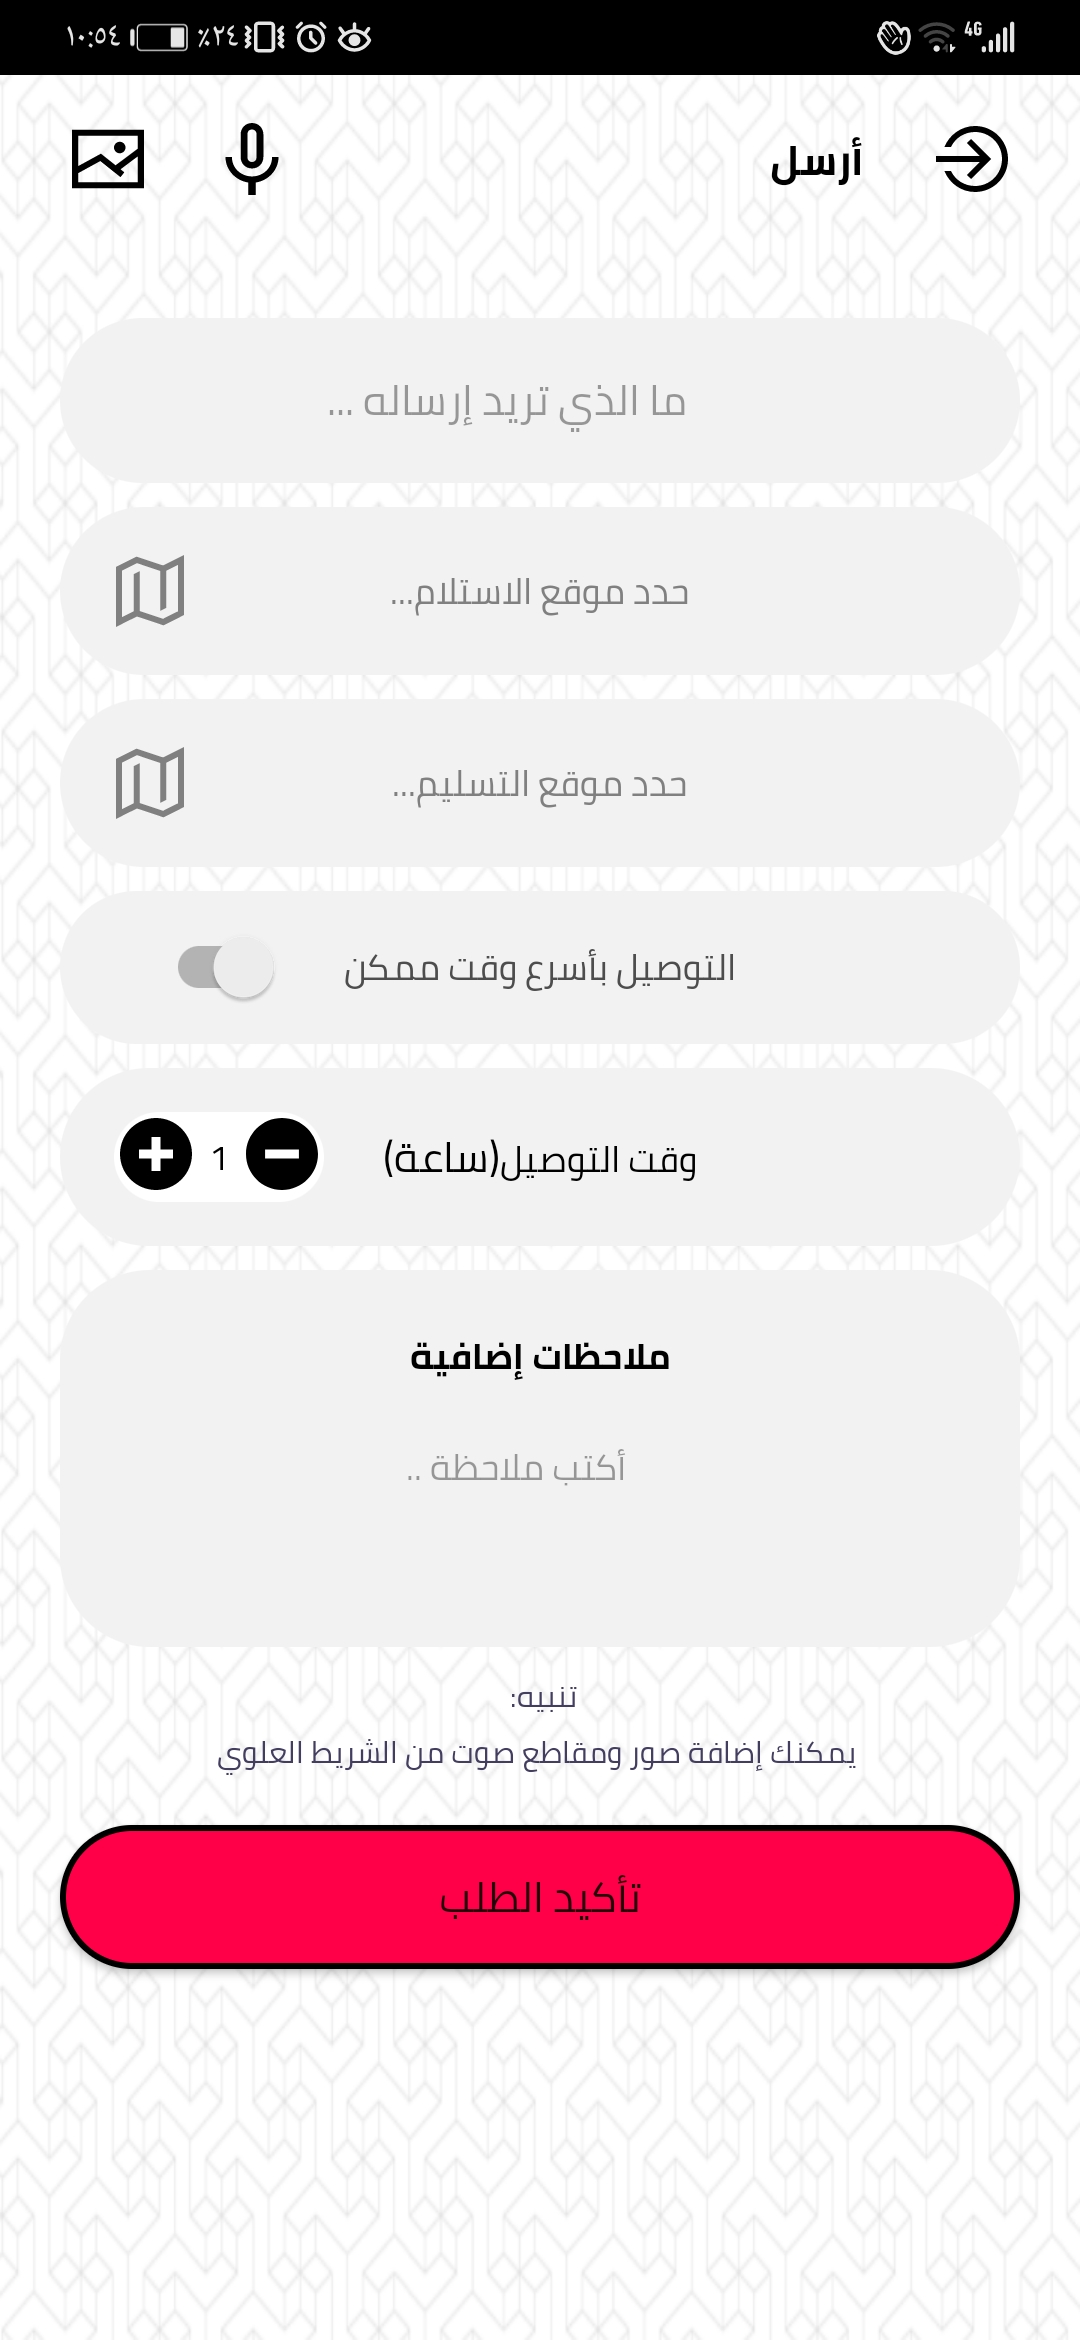 ١٠:٥٤ ٪٢٤ 4G
أرسل
ما الذي تريد إرساله ...
حدد موقع الاستلام...
حدد موقع التسليم...
التوصيل بأسرع وقت ممكن
وقت التوصيل(ساعة) 1
ملاحظات إضافية
أكتب ملاحظة ..
تنبيه:
يمكنك إضافة صور ومقاطع صوت من الشريط العلوي
تأكيد الطلب